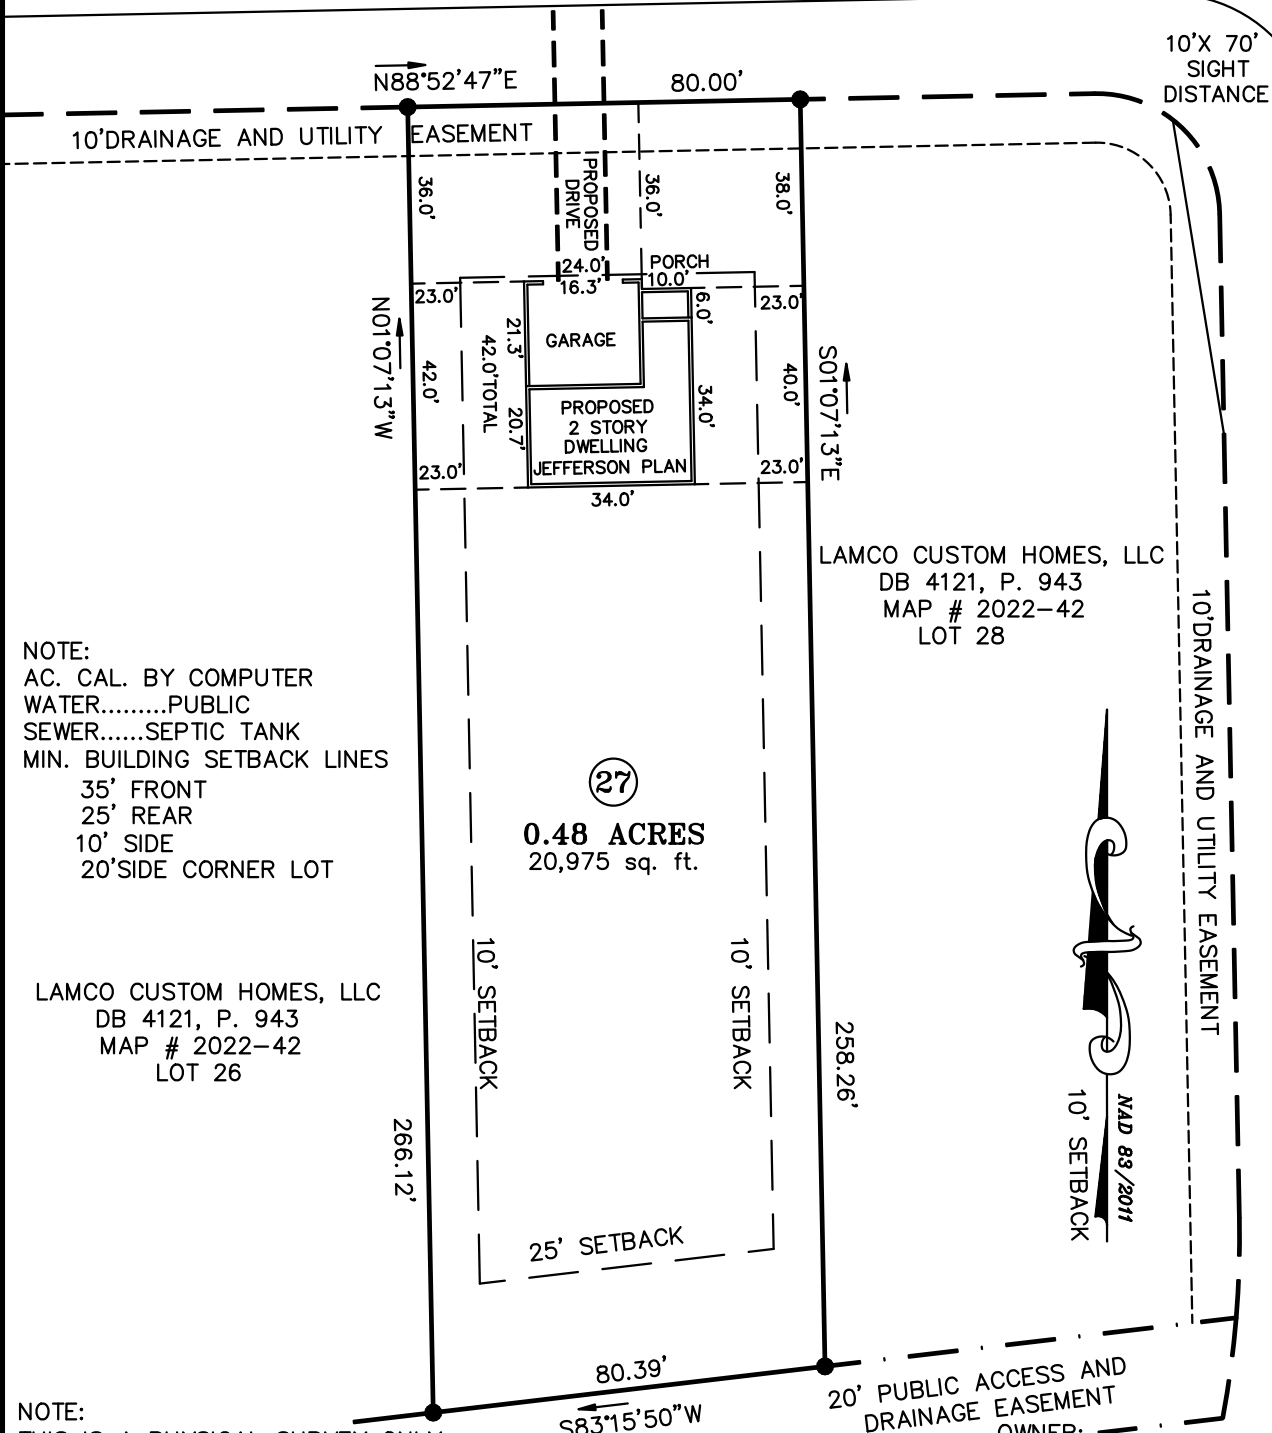 10'X 70'
SIGHT
DISTANCE
N88°52'47"E
80.00'
10'DRAINAGE AND UTILITY EASEMENT
36.0'
PROPOSED
DRIVE
36.0'
38.0'
24.0'
PORCH
16.3'
10.0'
23.0'
6.0'
23.0'
N01°07'13"W
21.3'
GARAGE
42.0'TOTAL
42.0'
40.0'
S01°07'13"E
34.0'
20.7'
PROPOSED
2 STORY
DWELLING
JEFFERSON PLAN
23.0'
23.0'
34.0'
LAMCO CUSTOM HOMES, LLC
DB 4121, P. 943
MAP # 2022-42
LOT 28
10'DRAINAGE AND UTILITY EASEMENT
NOTE:
AC. CAL. BY COMPUTER
WATER.........PUBLIC
SEWER......SEPTIC TANK
MIN. BUILDING SETBACK LINES
35' FRONT
25' REAR
10' SIDE
20'SIDE CORNER LOT
27
0.48 ACRES
20,975 sq. ft.
10' SETBACK
10' SETBACK
LAMCO CUSTOM HOMES, LLC
DB 4121, P. 943
MAP # 2022-42
LOT 26
258.26'
266.12'
NAD 83/2011
10' SETBACK
25' SETBACK
80.39'
S83°15'50"W
20' PUBLIC ACCESS AND
DRAINAGE EASEMENT
OWNER:
NOTE:
THIS IS A PHYSICAL SURVEY ONLY